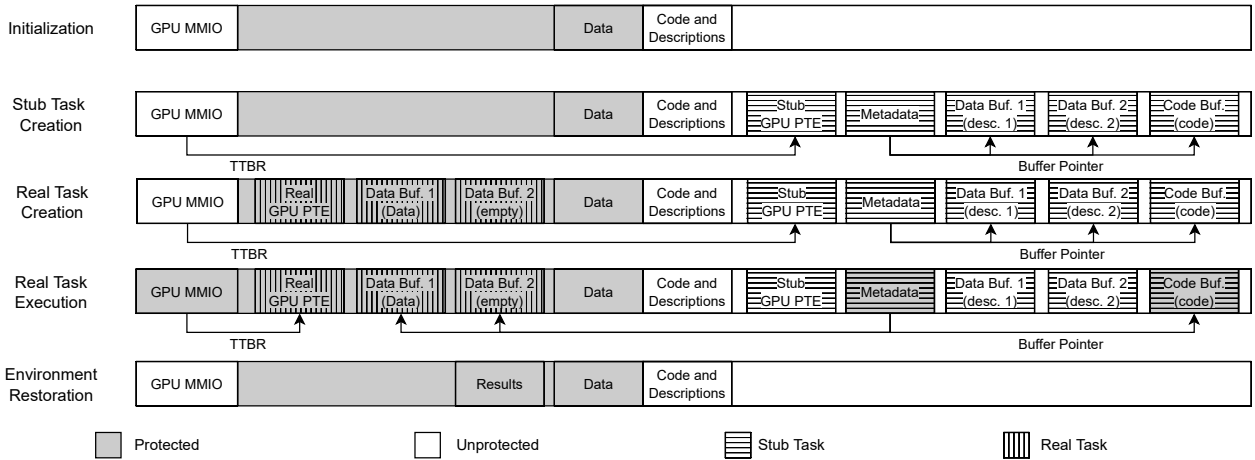 Initialization
GPU MMIO
Data
Code and
Descriptions
Stub Task
Creation
GPU MMIO
Data
Code and
Descriptions
Stub
GPU PTE
Metadata
Data Buf. 1
(desc. 1)
Data Buf. 2
(desc. 2)
Code Buf.
(code)
TTBR
Buffer Pointer
Real Task
Creation
GPU MMIO
Real
GPU PTE
Data Buf. 1
(Data)
Data Buf. 2
(empty)
Data
Code and
Descriptions
Stub
GPU PTE
Metadata
Data Buf. 1
(desc. 1)
Data Buf. 2
(desc. 2)
Code Buf.
(code)
TTBR
Buffer Pointer
Real Task
Execution
GPU MMIO
Real
GPU PTE
Data Buf. 1
(Data)
Data Buf. 2
(empty)
Data
Code and
Descriptions
Stub
GPU PTE
Metadata
Data Buf. 1
(desc. 1)
Data Buf. 2
(desc. 2)
Code Buf.
(code)
TTBR
Buffer Pointer
Environment
Restoration
GPU MMIO
Results
Data
Code and
Descriptions
Protected
Unprotected
Stub Task
Real Task